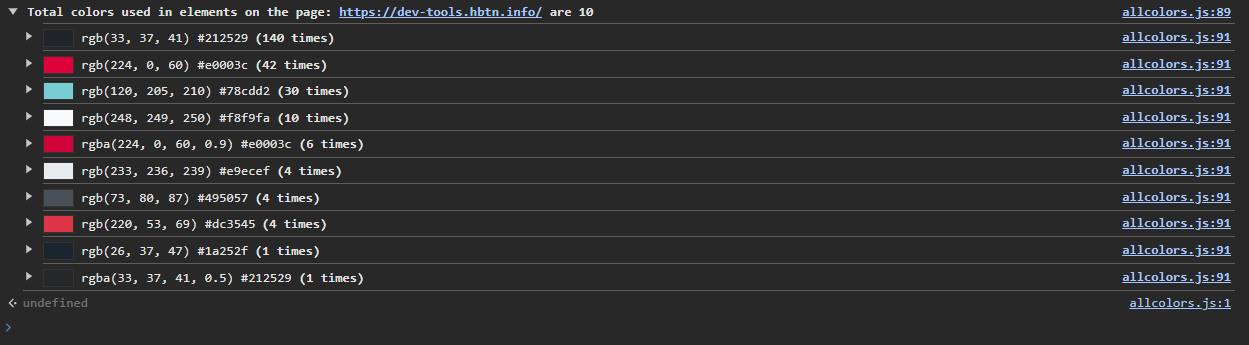 ▼ Total colors used in elements on the page: https://dev-tools.hbtn.info/ are 10 allcolors.js:89
▶ rgb(33, 37, 41) #212529 (140 times) allcolors.js:91
▶ rgb(224, 0, 60) #e0003c (42 times) allcolors.js:91
▶ rgb(120, 205, 210) #78cdd2 (30 times) allcolors.js:91
▶ rgb(248, 249, 250) #f8f9fa (10 times) allcolors.js:91
▶ rgba(224, 0, 60, 0.9) #e0003c (6 times) allcolors.js:91
▶ rgb(233, 236, 239) #e9ecef (4 times) allcolors.js:91
▶ rgb(73, 80, 87) #495057 (4 times) allcolors.js:91
▶ rgb(220, 53, 69) #dc3545 (4 times) allcolors.js:91
▶ rgb(26, 37, 47) #1a252f (1 times) allcolors.js:91
▶ rgba(33, 37, 41, 0.5) #212529 (1 times) allcolors.js:91
undefined allcolors.js:1